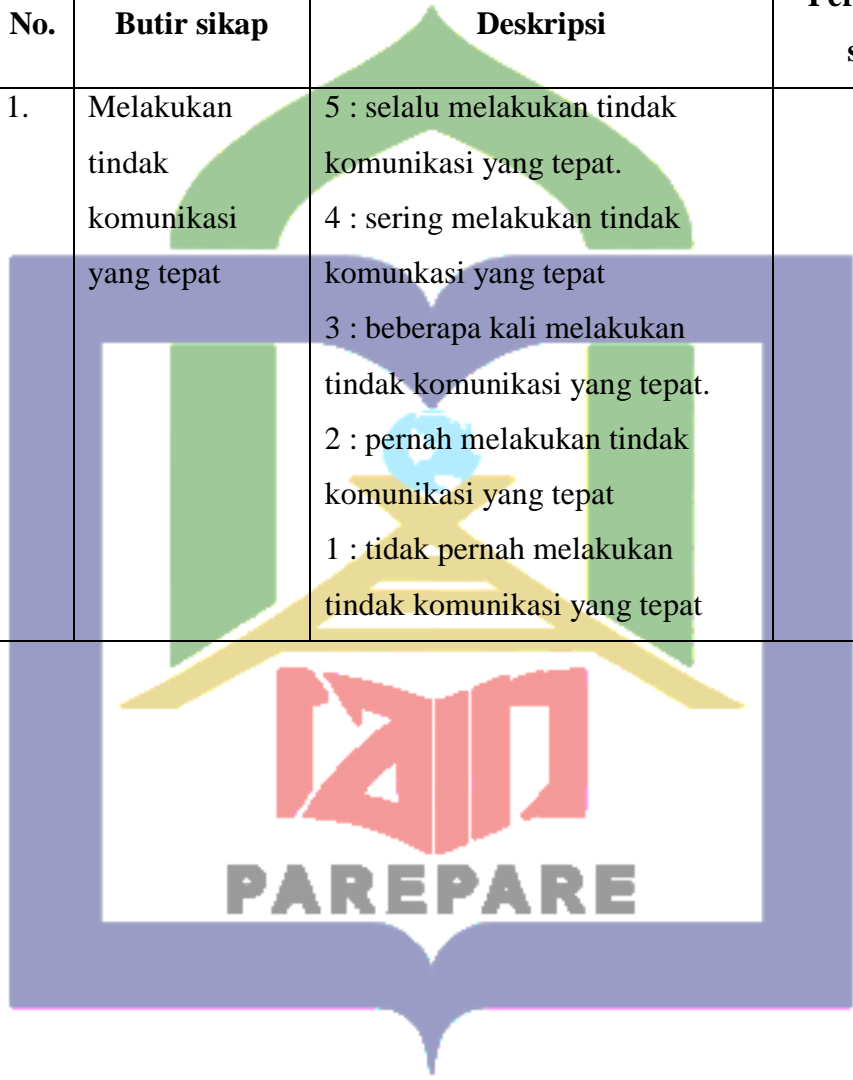 No. Butir sikap Deskripsi
1. Melakukan 5 : selalu melakukan tindak
tindak komunikasi yang tepat.
komunikasi 4 : sering melakukan tindak
yang tepat komunkasi yang tepat
3 : beberapa kali melakukan
tindak komunikasi yang tepat.
2 : pernah melakukan tindak
komunikasi yang tepat
1 : tidak pernah melakukan
tindak komunikasi yang tepat
iain
PAREPARE